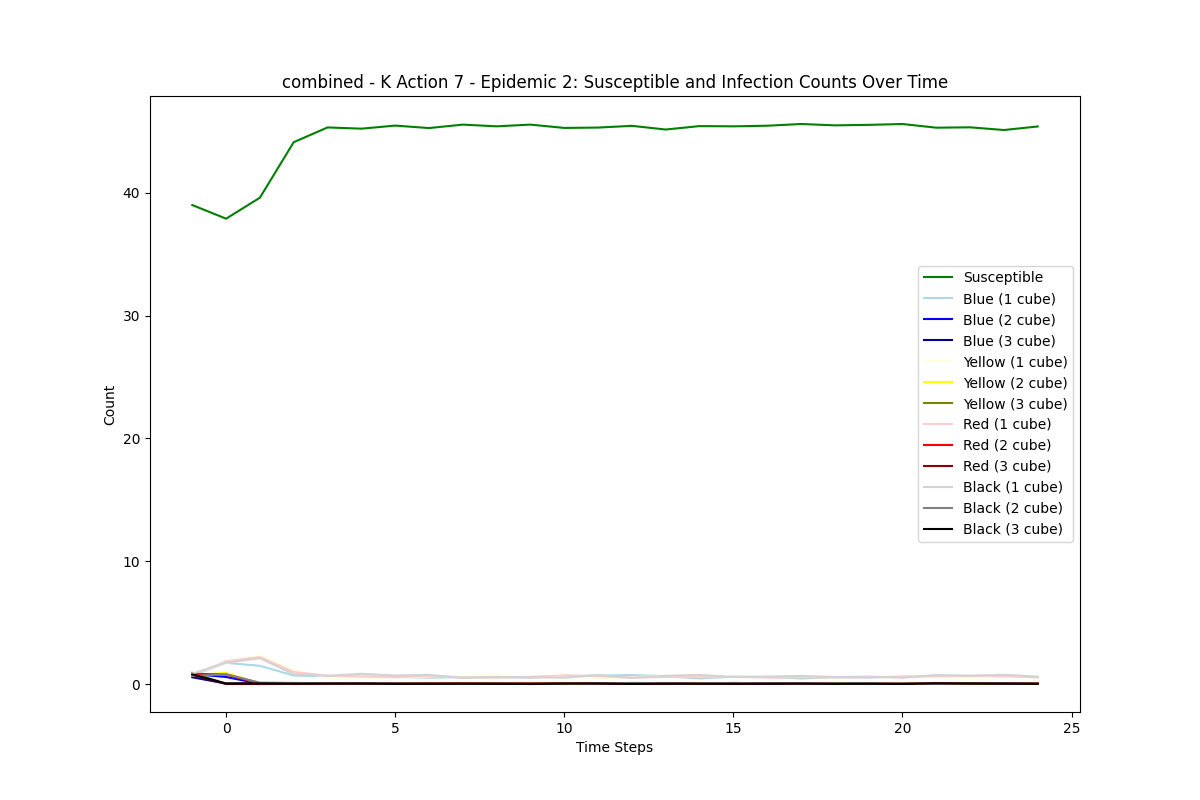 combined - K Action 7 - Epidemic 2: Susceptible and Infection Counts Over Time
Count
40
30
20
10
0
Susceptible
Blue (1 cube)
Blue (2 cube)
Blue (3 cube)
Yellow (1 cube)
Yellow (2 cube)
Yellow (3 cube)
Red (1 cube)
Red (2 cube)
Red (3 cube)
Black (1 cube)
Black (2 cube)
Black (3 cube)
0 5 10 15 20 25
Time Steps